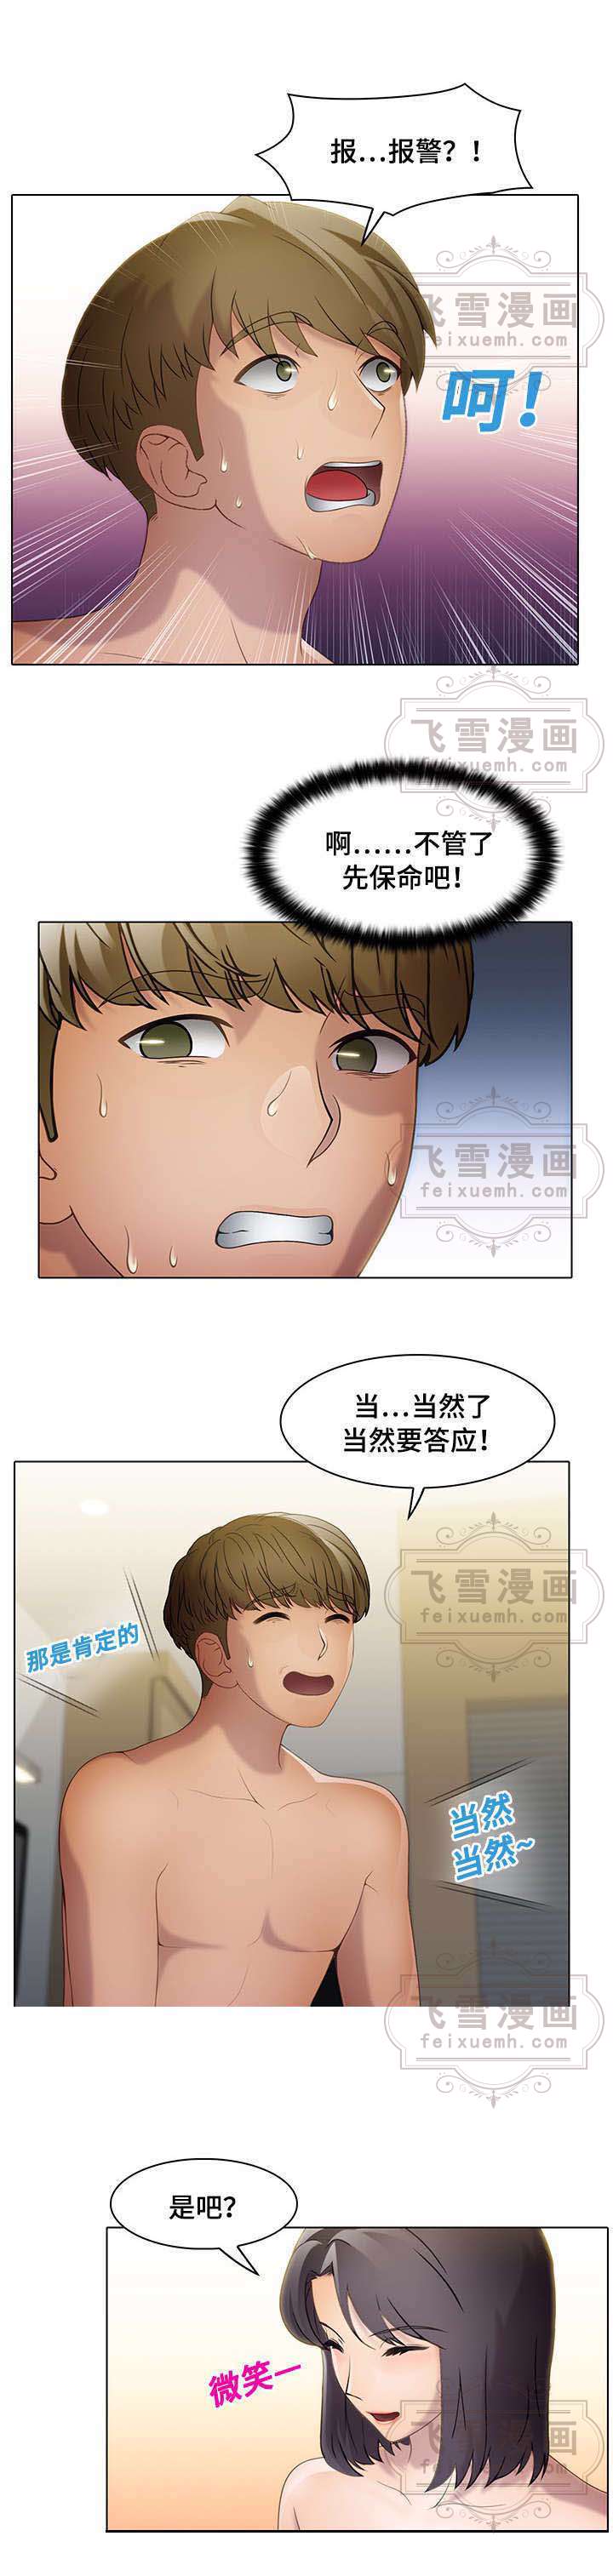 报...报警？！
飞雪漫画
feixuemh.com
呵！
飞雪漫画
feixuemh.com
啊......不管了
先保命吧！
飞雪漫画
feixuemh.com
当...当然了
当然要答应！
飞雪漫画
feixuemh.com
那是肯定的
当然
当然~
飞雪漫画
feixuemh.com
是吧？
微笑一
飞雪漫画
feixuemh.com